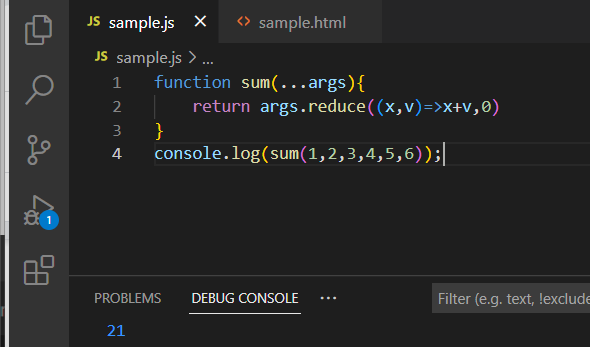 JS sample.js ×
<> sample.html
JS sample.js > ...
1 function sum(...args){
2     return args.reduce((x,v)=>x+v,0)
3 }
4 console.log(sum(1,2,3,4,5,6));
1
PROBLEMS DEBUG CONSOLE ··· Filter (e.g. text, !exclude
21